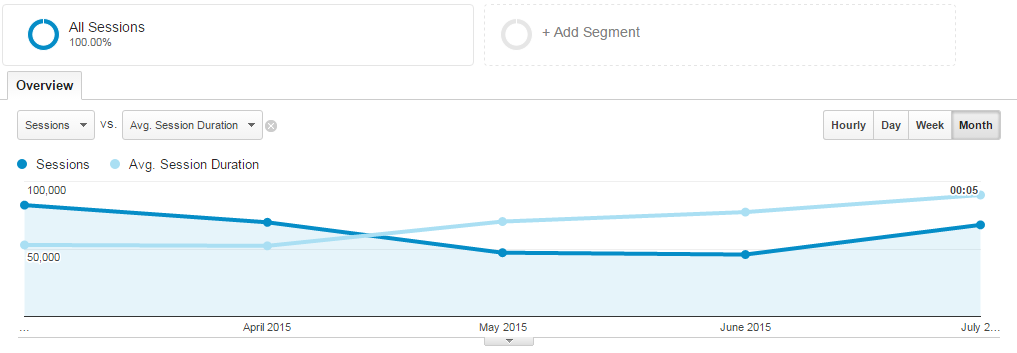 All Sessions
100.00%
+ Add Segment
Overview
Sessions vs. Avg. Session Duration
Hourly Day Week Month
Sessions Avg. Session Duration
100,000
00:05
50,000
... April 2015 May 2015 June 2015 July 2...